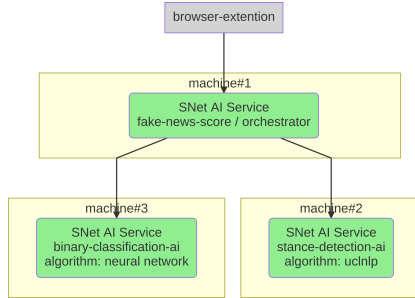 browser-extention
machine#1
SNet AI Service
fake-news-score / orchestrator
machine#3
SNet AI Service
binary-classification-ai
algorithm: neural network
machine#2
SNet AI Service
stance-detection-ai
algorithm: uclnlp